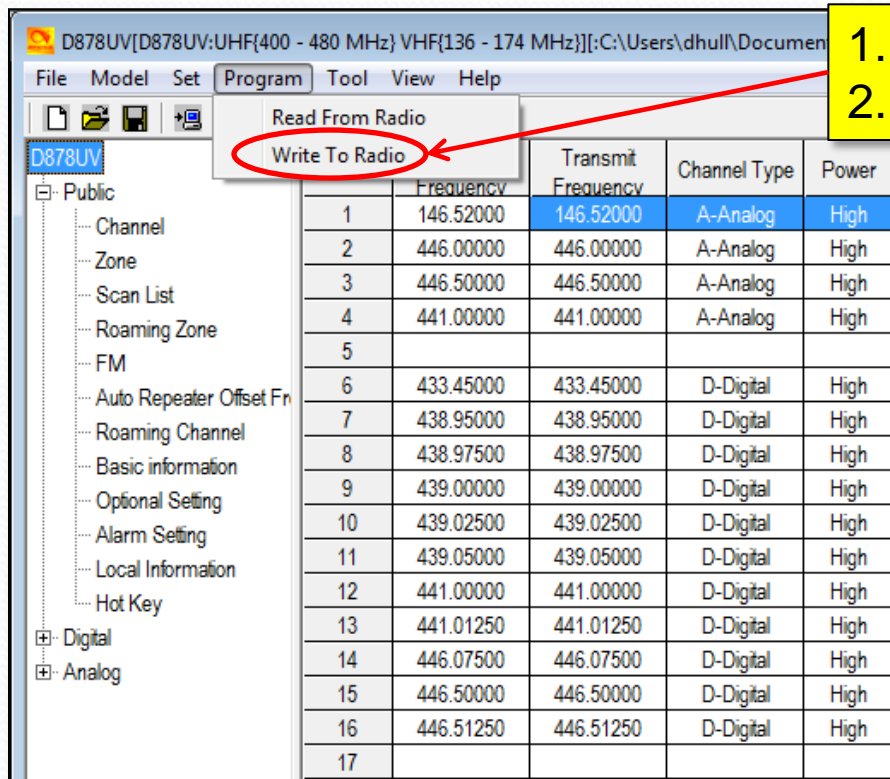 D878UV[D878UV:UHF{400 - 480 MHz} VHF{136 - 174 MHz}][:C:\Users\dhull\Documen
1.
2.
File Model Set Program Tool View Help
Read From Radio
Write To Radio
D878UV
Public
Channel
Zone
Scan List
Roaming Zone
FM
Auto Repeater Offset Fr
Roaming Channel
Basic information
Optional Setting
Alarm Setting
Local Information
Hot Key
Digital
Analog
Frequency Transmit Frequency Channel Type Power
1 146.52000 146.52000 A-Analog High
2 446.00000 446.00000 A-Analog High
3 446.50000 446.50000 A-Analog High
4 441.00000 441.00000 A-Analog High
5
6 433.45000 433.45000 D-Digital High
7 438.95000 438.95000 D-Digital High
8 438.97500 438.97500 D-Digital High
9 439.00000 439.00000 D-Digital High
10 439.02500 439.02500 D-Digital High
11 439.05000 439.05000 D-Digital High
12 441.00000 441.00000 D-Digital High
13 441.01250 441.01250 D-Digital High
14 446.07500 446.07500 D-Digital High
15 446.50000 446.50000 D-Digital High
16 446.51250 446.51250 D-Digital High
17